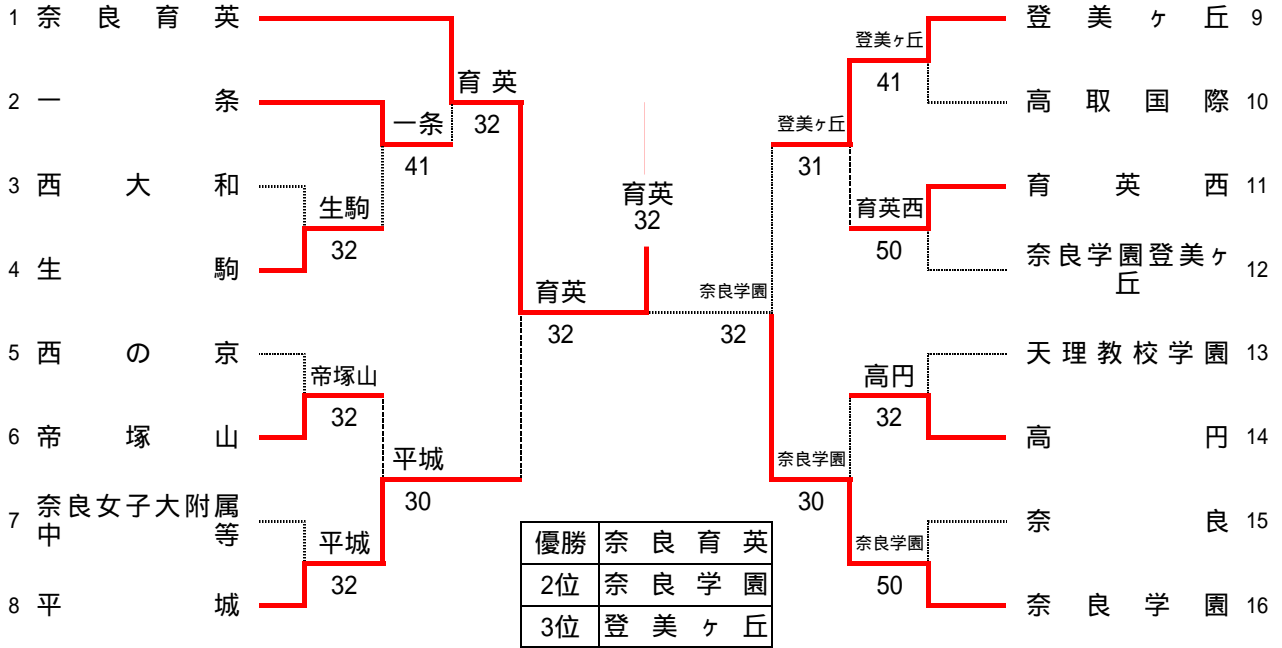 1 奈良育英
2 一条
3 西大和
4 生駒
5 西の京
6 帝塚山
7 奈良女子大附属
中等
8 平城
生駒
32
帝塚山
32
平城
32
一条
41
平城
30
育英
32
育英
32
育英
32
奈良学園
32
登美ヶ丘
31
奈良学園
30
登美ヶ丘
41
育英西
50
高円
32
奈良学園
50
登美ヶ丘 9
高取国際 10
育英西 11
奈良学園登美ヶ
丘 12
天理教校学園 13
高円 14
奈良 15
奈良学園 16
優勝 奈良育英
2位 奈良学園
3位 登美ヶ丘